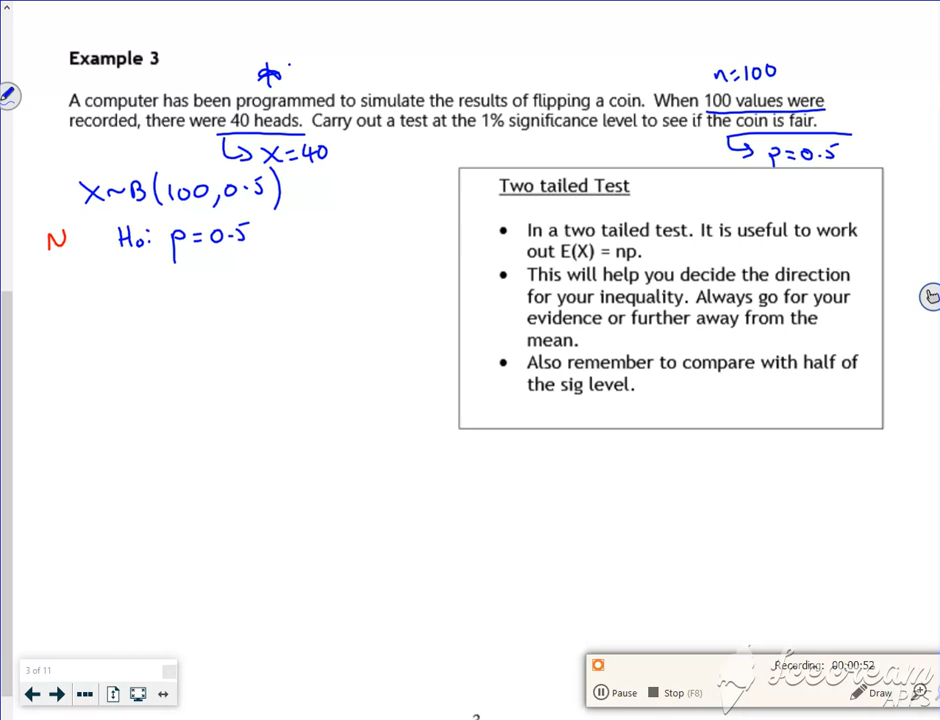 Example 3
n=100
A computer has been programmed to simulate the results of flipping a coin. When 100 values were
recorded, there were 40 heads. Carry out a test at the 1% significance level to see if the coin is fair.
x=40
p=0.5
X~B(100,0.5)
N H₀: p=0.5
Two tailed Test
• In a two tailed test. It is useful to work
out E(X) = np.
• This will help you decide the direction
for your inequality. Always go for your
evidence or further away from the
mean.
• Also remember to compare with half of
the sig level.
3 of 11
Recording: 00:00:52
Pause Stop (F8) Draw
Icecream
APPS
3